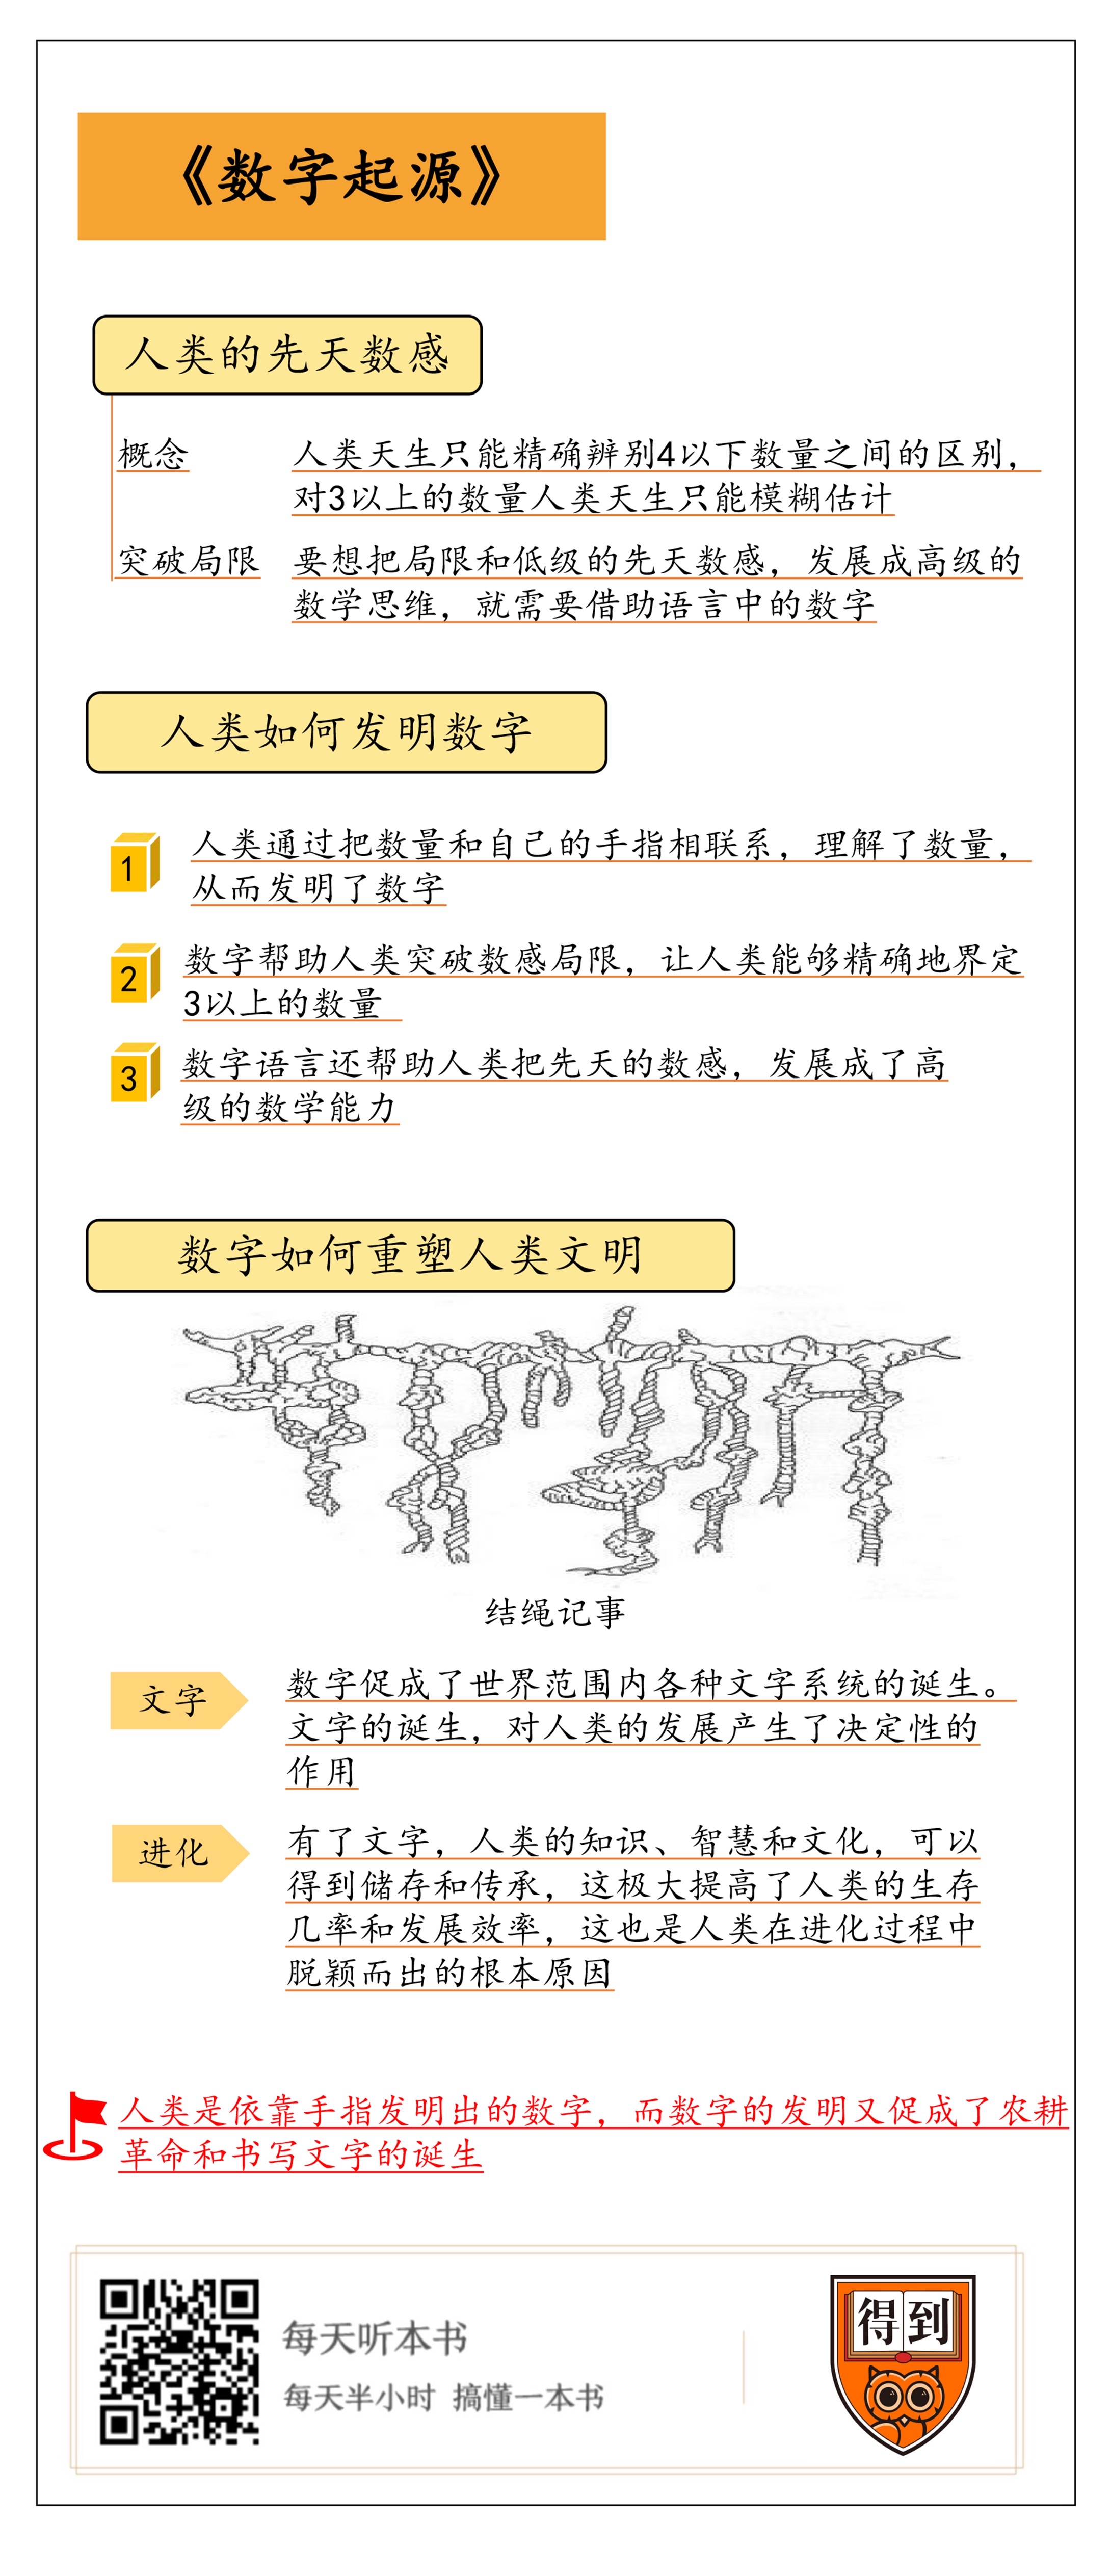 《数字起源》
人类的先天数感
概念
人类天生只能精确辨别4以下数量之间的区别，
对3以上的数量人类天生只能模糊估计
突破局限
要想把局限和低级的先天数感，发展成高级的
数学思维，就需要借助语言中的数字
人类如何发明数字
1
人类通过把数量和自己的手指相联系，理解了数量，
从而发明了数字
2
数字帮助人类突破数感局限，让人类能够精确地界定
3以上的数量
3
数字语言还帮助人类把先天的数感，发展成了高
级的数学能力
数字如何重塑人类文明
结绳记事
文字
数字促成了世界范围内各种文字系统的诞生。
文字的诞生，对人类的发展产生了决定性的
作用
进化
有了文字，人类的知识、智慧和文化，可以
得到储存和传承，这极大提高了人类的生存
几率和发展效率，这也是人类在进化过程中
脱颖而出的根本原因
人类是依靠手指发明出的数字，而数字的发明又促成了农耕
革命和书写文字的诞生
每天听本书
每天半小时 搞懂一本书
得到